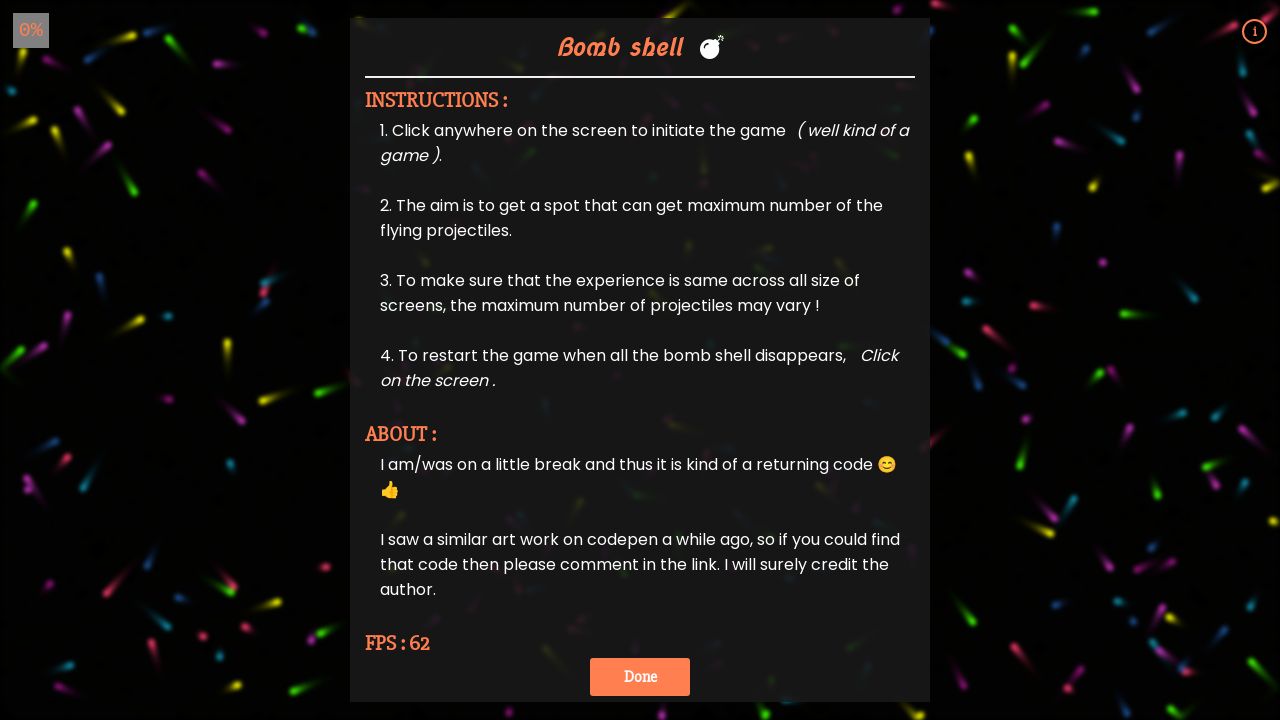 0%
i
Bomb shell 💣
INSTRUCTIONS :
1. Click anywhere on the screen to initiate the game ( well kind of a
game ).
2. The aim is to get a spot that can get maximum number of the
flying projectiles.
3. To make sure that the experience is same across all size of
screens, the maximum number of projectiles may vary !
4. To restart the game when all the bomb shell disappears, Click
on the screen .
ABOUT :
I am/was on a little break and thus it is kind of a returning code 😊
👍
I saw a similar art work on codepen a while ago, so if you could find
that code then please comment in the link. I will surely credit the
author.
FPS : 62
Done